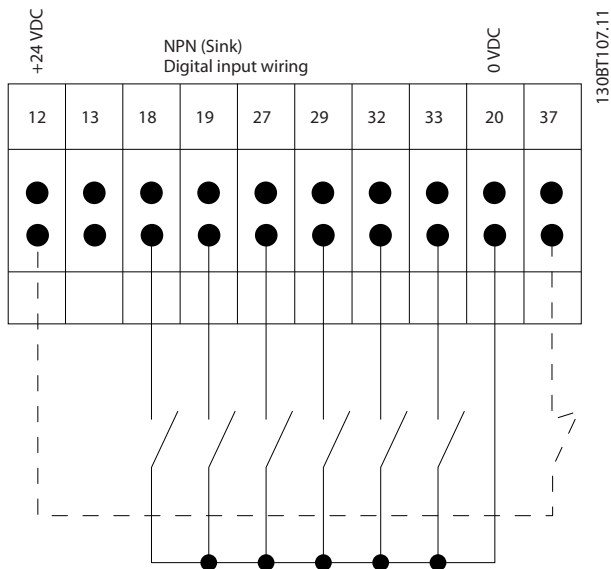 +24 VDC
NPN (Sink)
Digital input wiring
0 VDC
130BT107.11
12 13 18 19 27 29 32 33 20 37